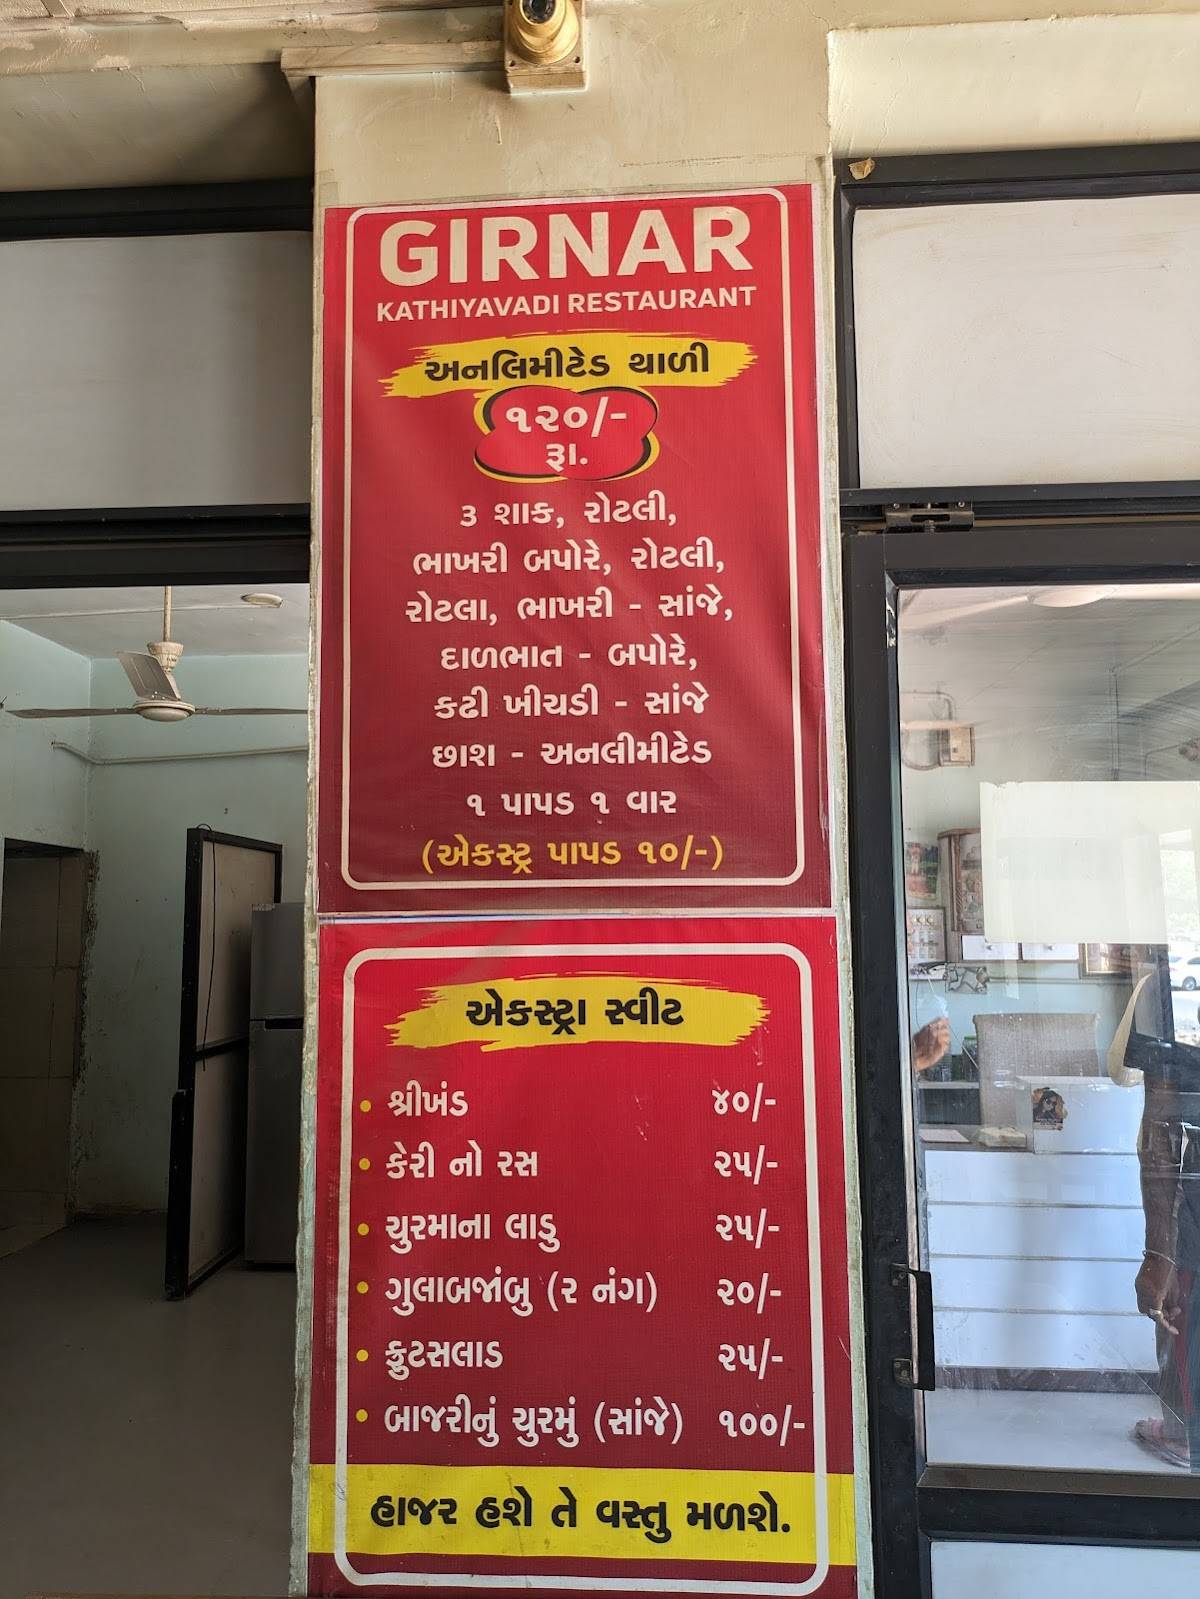 GIRNAR
KATHIYAVADI RESTAURANT
અનલિમીટેડ થાળી
૧૨૦/-
રૂા.
૩ શાક, રોટલી,
ભાખરી બપોરે, રોટલી,
રોટલા, ભાખરી - સાંજે,
દાળભાત - બપોરે,
કઢી ખીચડી - સાંજે
છાશ - અનલીમીટેડ
૧ પાપડ ૧ વાર
(એકસ્ટ્ર પાપડ ૧૦/-)
એકસ્ટ્રા સ્વીટ
• શ્રીખંડ ૪૦/-
• કેરી નો રસ ૨૫/-
• ચુરમાના લાડુ ૨૫/-
• ગુલાબજાંબુ (૨ નંગ) ૨૦/-
• ફ્રુટસલાડ ૨૫/-
• બાજરીનું ચુરમું (સાંજે) ૧૦૦/-
હાજર હશે તે વસ્તુ મળશે.